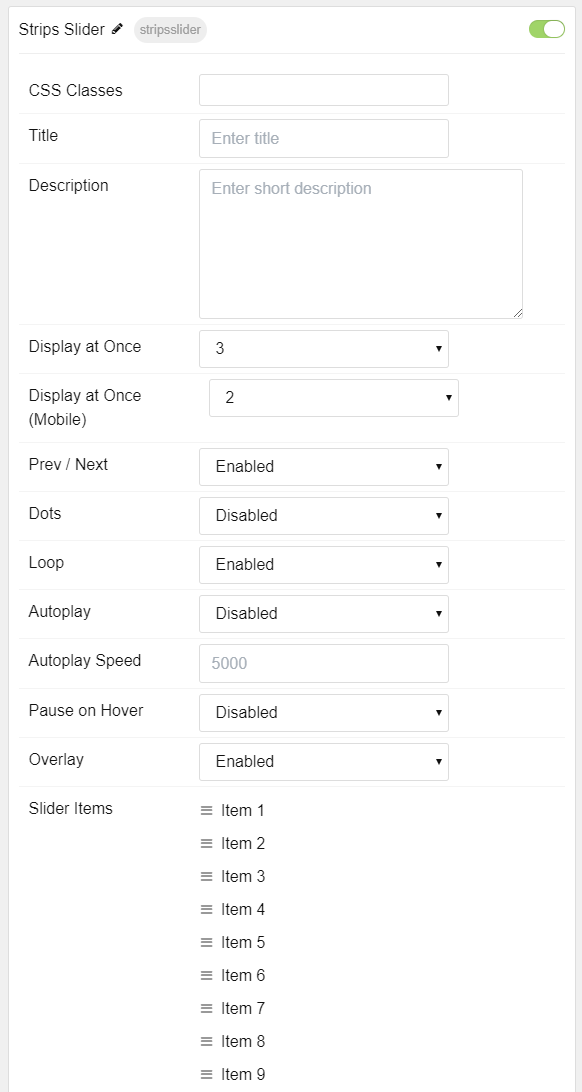 Strips Slider stripsslider
CSS Classes
Title Enter title
Description Enter short description
Display at Once 3
Display at Once 2
(Mobile)
Prev / Next Enabled
Dots Disabled
Loop Enabled
Autoplay Disabled
Autoplay Speed 5000
Pause on Hover Disabled
Overlay Enabled
Slider Items Item 1
Item 2
Item 3
Item 4
Item 5
Item 6
Item 7
Item 8
Item 9